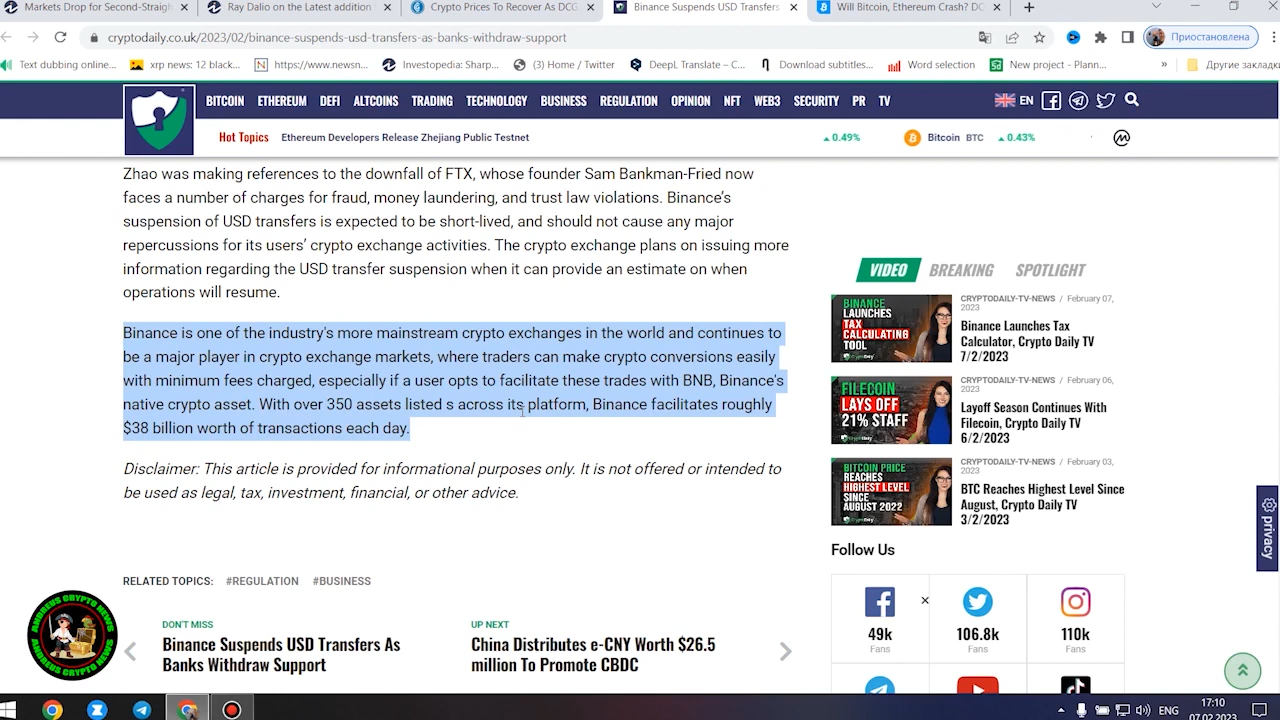 Markets Drop for Second-Straigh
Ray Dalio on the Latest addition
Crypto Prices To Recover As DCG
Binance Suspends USD Transfers
Will Bitcoin, Ethereum Crash? DC
cryptodaily.co.uk/2023/02/binance-suspends-usd-transfers-as-banks-withdraw-support
Приостановлена
Text dubbing online...
xrp news: 12 black...
https://www.newsn...
Investopedia: Sharp...
(3) Home / Twitter
DeepL Translate – C...
Download subtitles...
Word selection
New project - Plann...
»
Другие закладки
BITCOIN ETHEREUM DEFI ALTCOINS TRADING TECHNOLOGY BUSINESS REGULATION OPINION NFT WEB3 SECURITY PR TV
EN
Hot Topics
Ethereum Developers Release Zhejiang Public Testnet
0.49%
Bitcoin BTC
0.43%
Zhao was making references to the downfall of FTX, whose founder Sam Bankman-Fried now
faces a number of charges for fraud, money laundering, and trust law violations. Binance's
suspension of USD transfers is expected to be short-lived, and should not cause any major
repercussions for its users' crypto exchange activities. The crypto exchange plans on issuing more
information regarding the USD transfer suspension when it can provide an estimate on when
operations will resume.
Binance is one of the industry's more mainstream crypto exchanges in the world and continues to
be a major player in crypto exchange markets, where traders can make crypto conversions easily
with minimum fees charged, especially if a user opts to facilitate these trades with BNB, Binance's
native crypto asset. With over 350 assets listed s across its platform, Binance facilitates roughly
$38 billion worth of transactions each day.
Disclaimer: This article is provided for informational purposes only. It is not offered or intended to
be used as legal, tax, investment, financial, or other advice.
RELATED TOPICS: #REGULATION #BUSINESS
DON'T MISS
Binance Suspends USD Transfers As
Banks Withdraw Support
UP NEXT
China Distributes e-CNY Worth $26.5
million To Promote CBDC
VIDEO BREAKING SPOTLIGHT
BINANCE
LAUNCHES
TAX
CALCULATING
TOOL
CRYPTODAILY-TV-NEWS / February 07,
2023
Binance Launches Tax
Calculator, Crypto Daily TV
7/2/2023
FILECOIN
LAYS OFF
21% STAFF
CRYPTODAILY-TV-NEWS / February 06,
2023
Layoff Season Continues With
Filecoin, Crypto Daily TV
6/2/2023
BITCOIN PRICE
REACHES
HIGHEST LEVEL
SINCE
AUGUST 2022
CRYPTODAILY-TV-NEWS / February 03,
2023
BTC Reaches Highest Level Since
August, Crypto Daily TV
3/2/2023
Follow Us
49k
Fans
106.8k
Fans
110k
Fans
privacy
ANDREUS CRYPTO NEWS
ANDREUS CRYPTO NEWS
ENG
17:10
07.02.2023